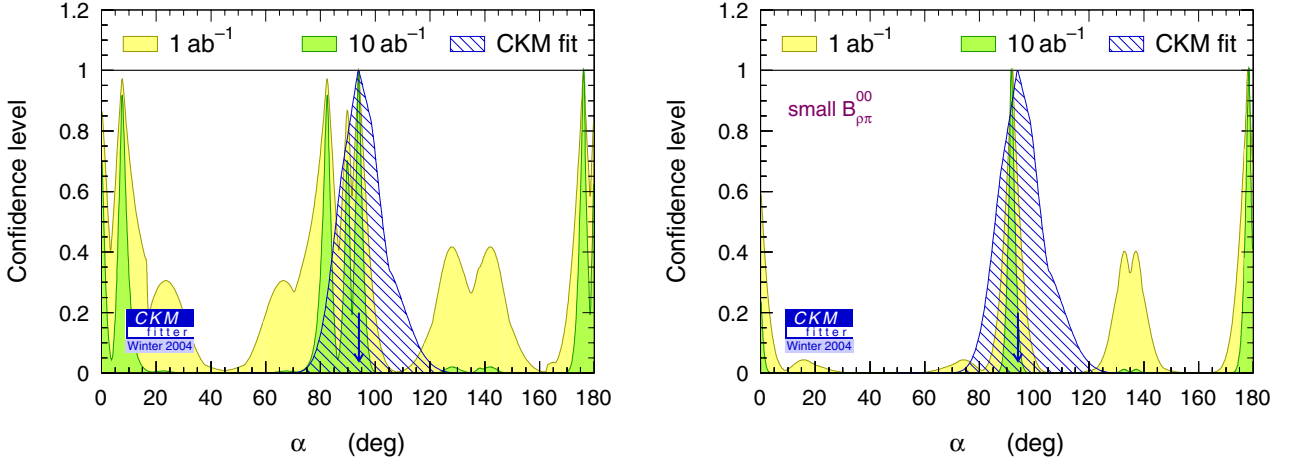 1.2
1
0.8
0.6
0.4
0.2
0
Confidence level
1 ab⁻¹
10 ab⁻¹
CKM fit
CKM
fitter
Winter 2004
0 20 40 60 80 100 120 140 160 180
α (deg)
1.2
1
0.8
0.6
0.4
0.2
0
Confidence level
1 ab⁻¹
10 ab⁻¹
CKM fit
small B⁰⁰ρπ
CKM
fitter
Winter 2004
0 20 40 60 80 100 120 140 160 180
α (deg)